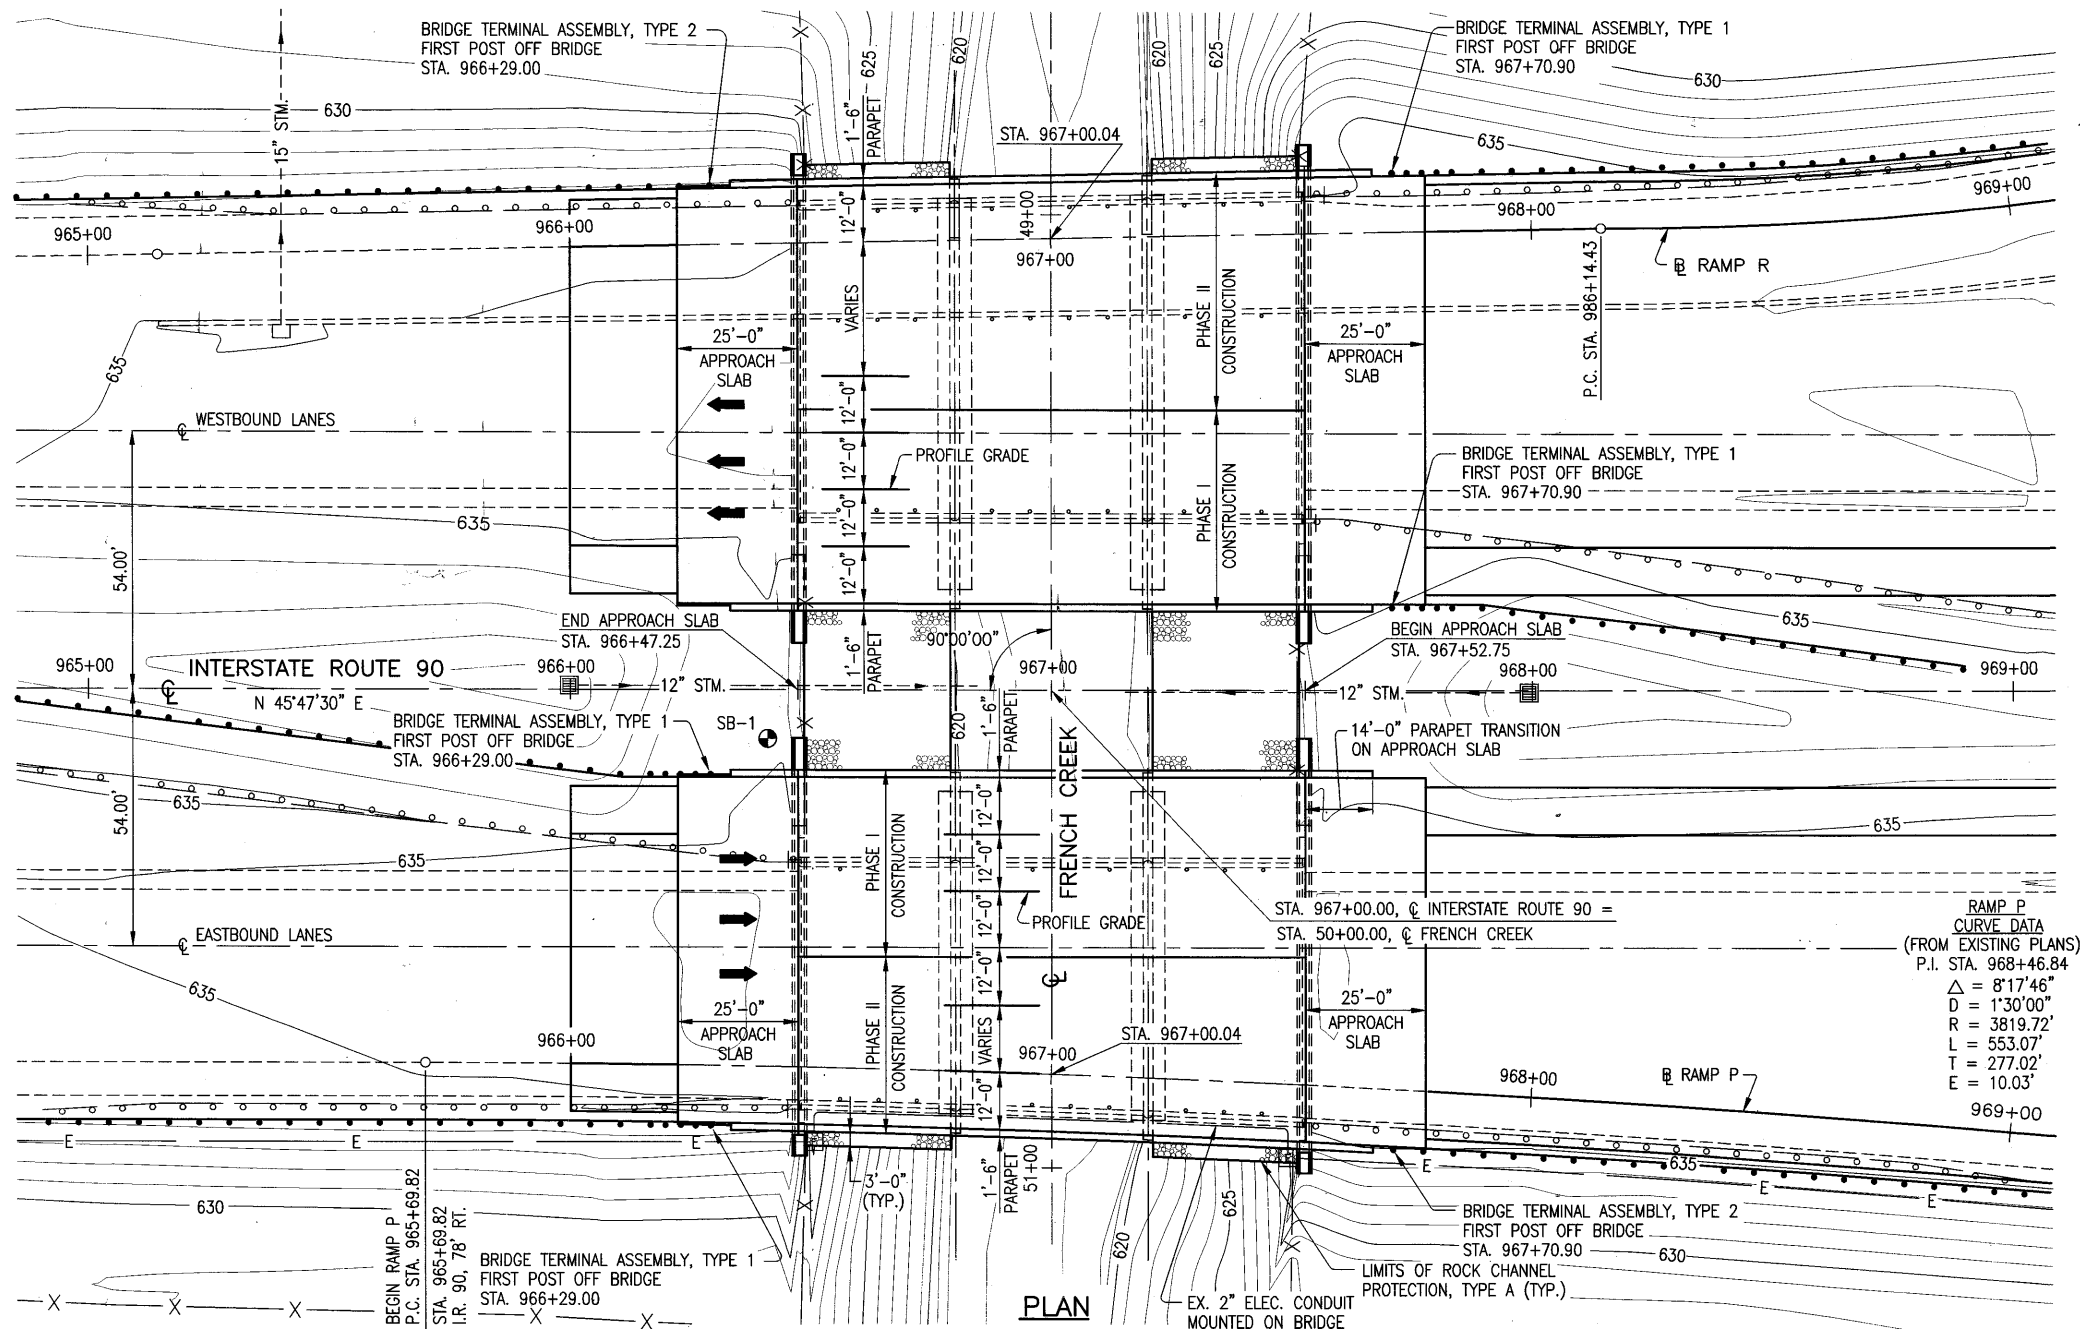 BRIDGE TERMINAL ASSEMBLY, TYPE 2
FIRST POST OFF BRIDGE
STA. 966+29.00
BRIDGE TERMINAL ASSEMBLY, TYPE 1
FIRST POST OFF BRIDGE
STA. 967+70.90
625
620
620
625
630
630
15" STM.
1'-6"
PARAPET
STA. 967+00.04
635
965+00
966+00
12'-0"
49+00
967+00
968+00
969+00
℄ RAMP R
P.C. STA. 986+14.43
VARIES
PHASE II
CONSTRUCTION
25'-0"
APPROACH
SLAB
25'-0"
APPROACH
SLAB
635
12'-0"
℄ WESTBOUND LANES
12'-0"
PROFILE GRADE
BRIDGE TERMINAL ASSEMBLY, TYPE 1
FIRST POST OFF BRIDGE
STA. 967+70.90
PHASE I
CONSTRUCTION
12'-0"
635
12'-0"
54.00'
END APPROACH SLAB
STA. 966+47.25
1'-6"
PARAPET
90°00'00"
BEGIN APPROACH SLAB
STA. 967+52.75
635
965+00
INTERSTATE ROUTE 90
966+00
967+00
968+00
969+00
℄
N 45°47'30" E
12" STM.
12" STM.
BRIDGE TERMINAL ASSEMBLY, TYPE 1
FIRST POST OFF BRIDGE
STA. 966+29.00
SB-1
620
1'-6"
PARAPET
14'-0" PARAPET TRANSITION
ON APPROACH SLAB
54.00'
635
635
635
PHASE I
CONSTRUCTION
12'-0"
12'-0"
12'-0"
12'-0"
FRENCH CREEK
℄
PROFILE GRADE
STA. 967+00.00, ℄ INTERSTATE ROUTE 90 =
STA. 50+00.00, ℄ FRENCH CREEK
℄ EASTBOUND LANES
RAMP P
CURVE DATA
(FROM EXISTING PLANS)
P.I. STA. 968+46.84
△ = 8°17'46"
D = 1°30'00"
R = 3819.72'
L = 553.07'
T = 277.02'
E = 10.03'
635
25'-0"
APPROACH
SLAB
PHASE II
CONSTRUCTION
VARIES
25'-0"
APPROACH
SLAB
966+00
967+00
STA. 967+00.04
968+00
℄ RAMP P
969+00
12'-0"
E
E
E
3'-0"
(TYP.)
1'-6"
PARAPET
51+00
E
635
E
E
630
BEGIN RAMP P
P.C. STA. 965+69.82
STA. 965+69.82
I.R. 90, 78' RT.
BRIDGE TERMINAL ASSEMBLY, TYPE 1
FIRST POST OFF BRIDGE
STA. 966+29.00
620
625
BRIDGE TERMINAL ASSEMBLY, TYPE 2
FIRST POST OFF BRIDGE
STA. 967+70.90
630
LIMITS OF ROCK CHANNEL
PROTECTION, TYPE A (TYP.)
EX. 2" ELEC. CONDUIT
MOUNTED ON BRIDGE
PLAN